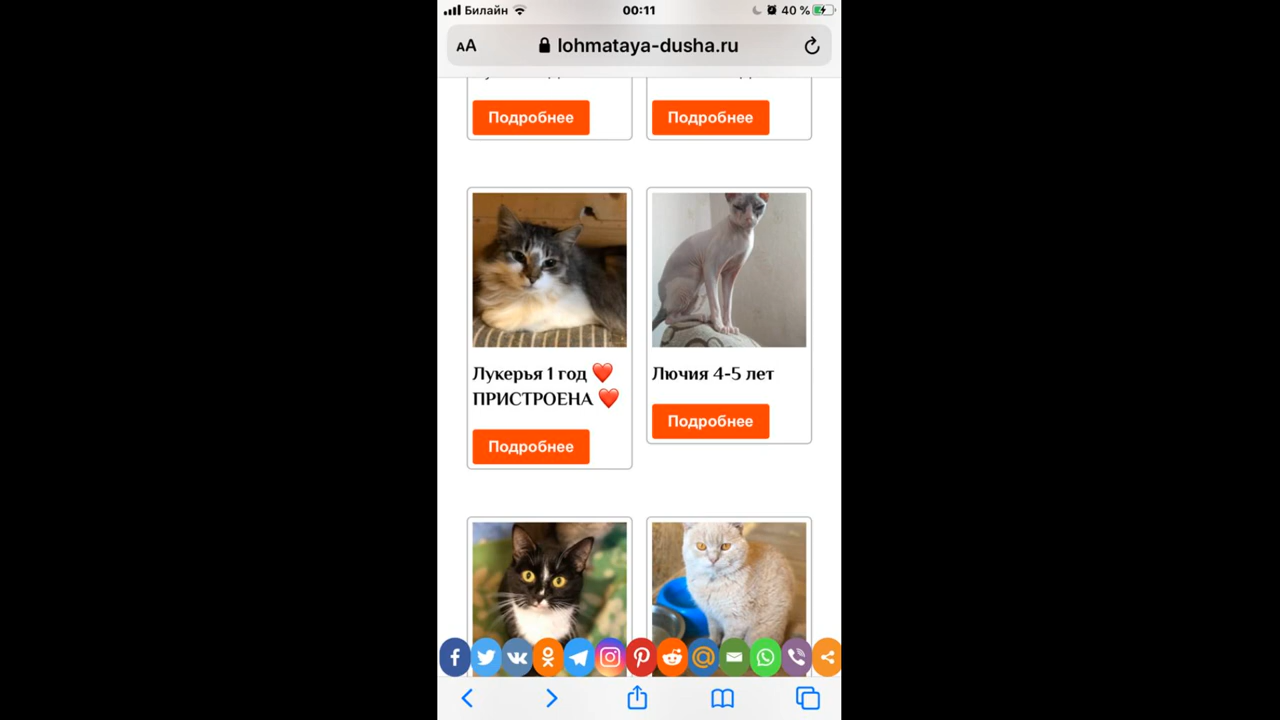 Билайн 00:11 40 %
AA lohmataya-dusha.ru
Подробнее Подробнее
Лукерья 1 год ❤️ Лючия 4-5 лет
ПРИСТРОЕНА ❤️
Подробнее
Подробнее